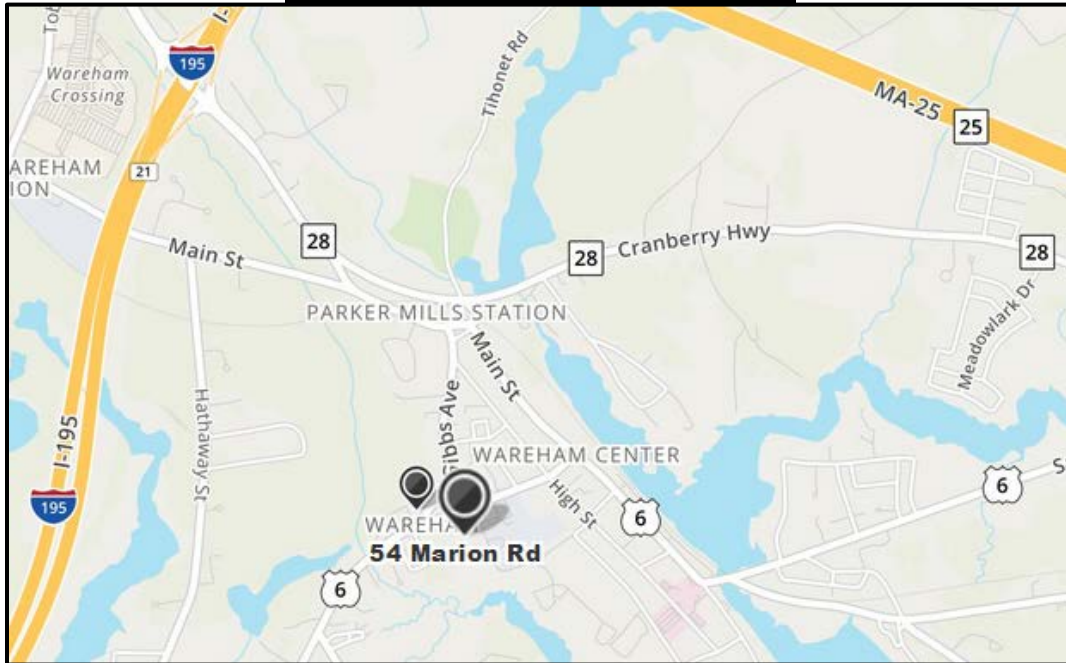 Tob
I-
195
Wareham
Crossing
Tihonet Rd
MA-25
25
AREHAM
ION
21
Main St
28
28
Cranberry Hwy
28
PARKER MILLS STATION
Meadowlark Dr
Main St
Hathaway St
Gibbs Ave
I-195
WAREHAM CENTER
195
High St
6
6
S
WAREHA
54 Marion Rd
6